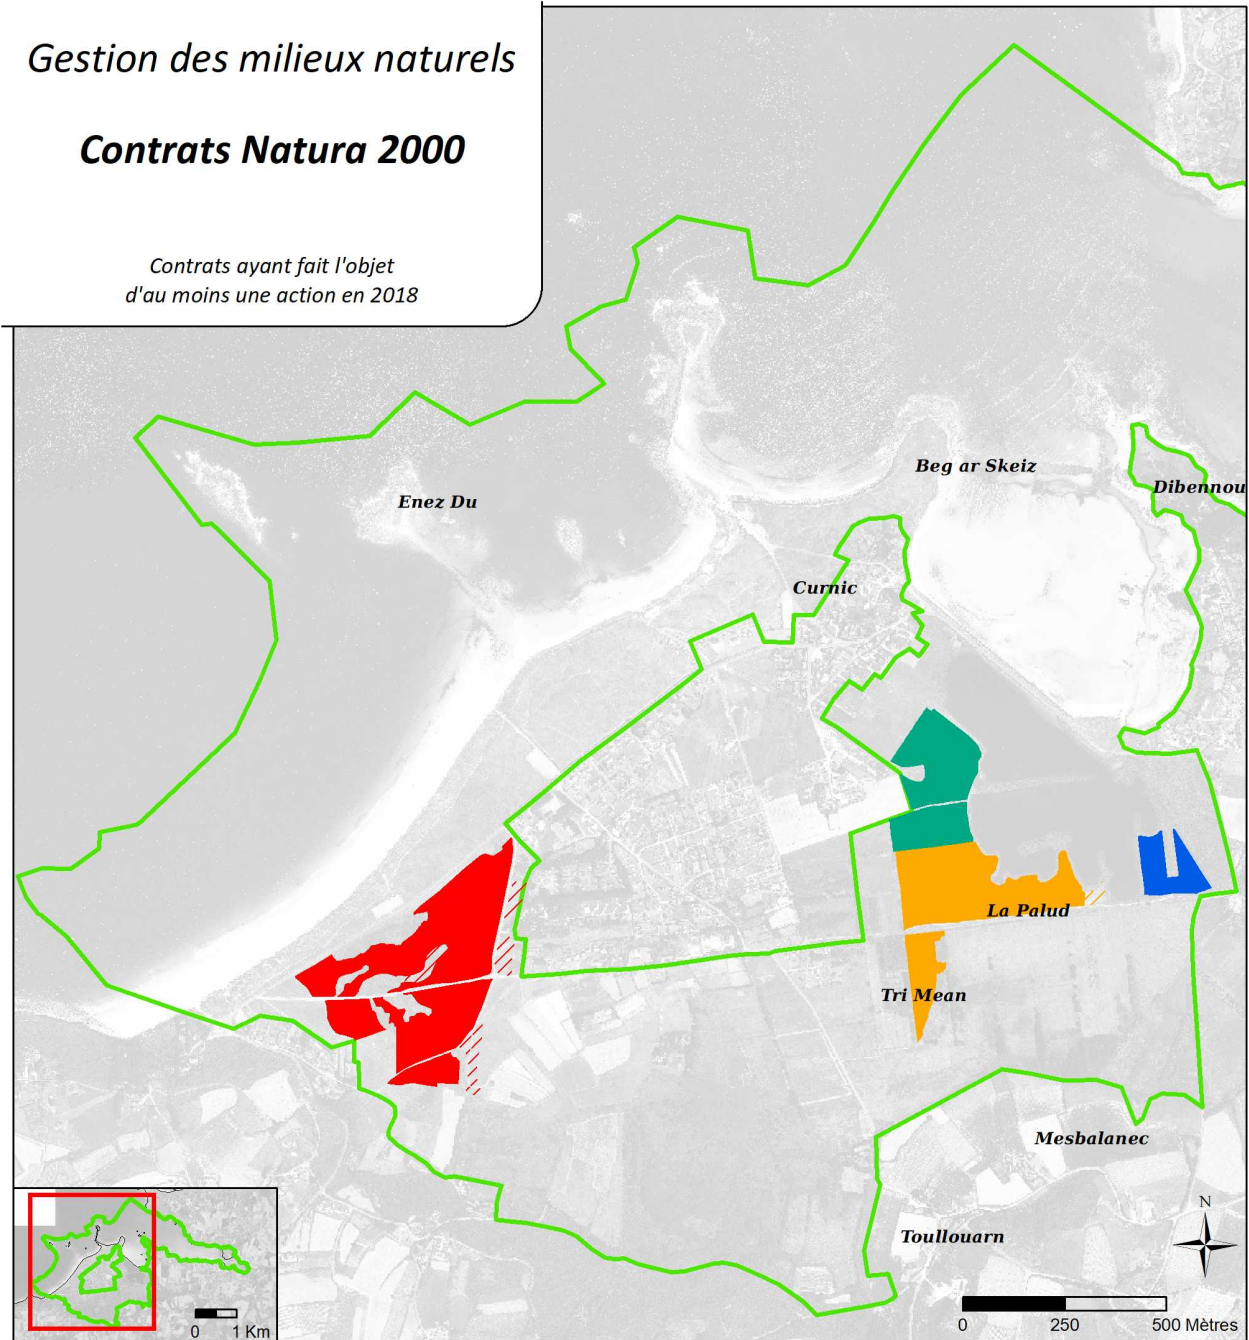 Gestion des milieux naturels
Contrats Natura 2000
Contrats ayant fait l'objet
d'au moins une action en 2018
Beg ar Skeiz
Dibennou
Enez Du
Curnic
La Palud
Tri Mean
Mesbalanec
Toullouarn
N
0 1 Km
0 250 500 Mètres